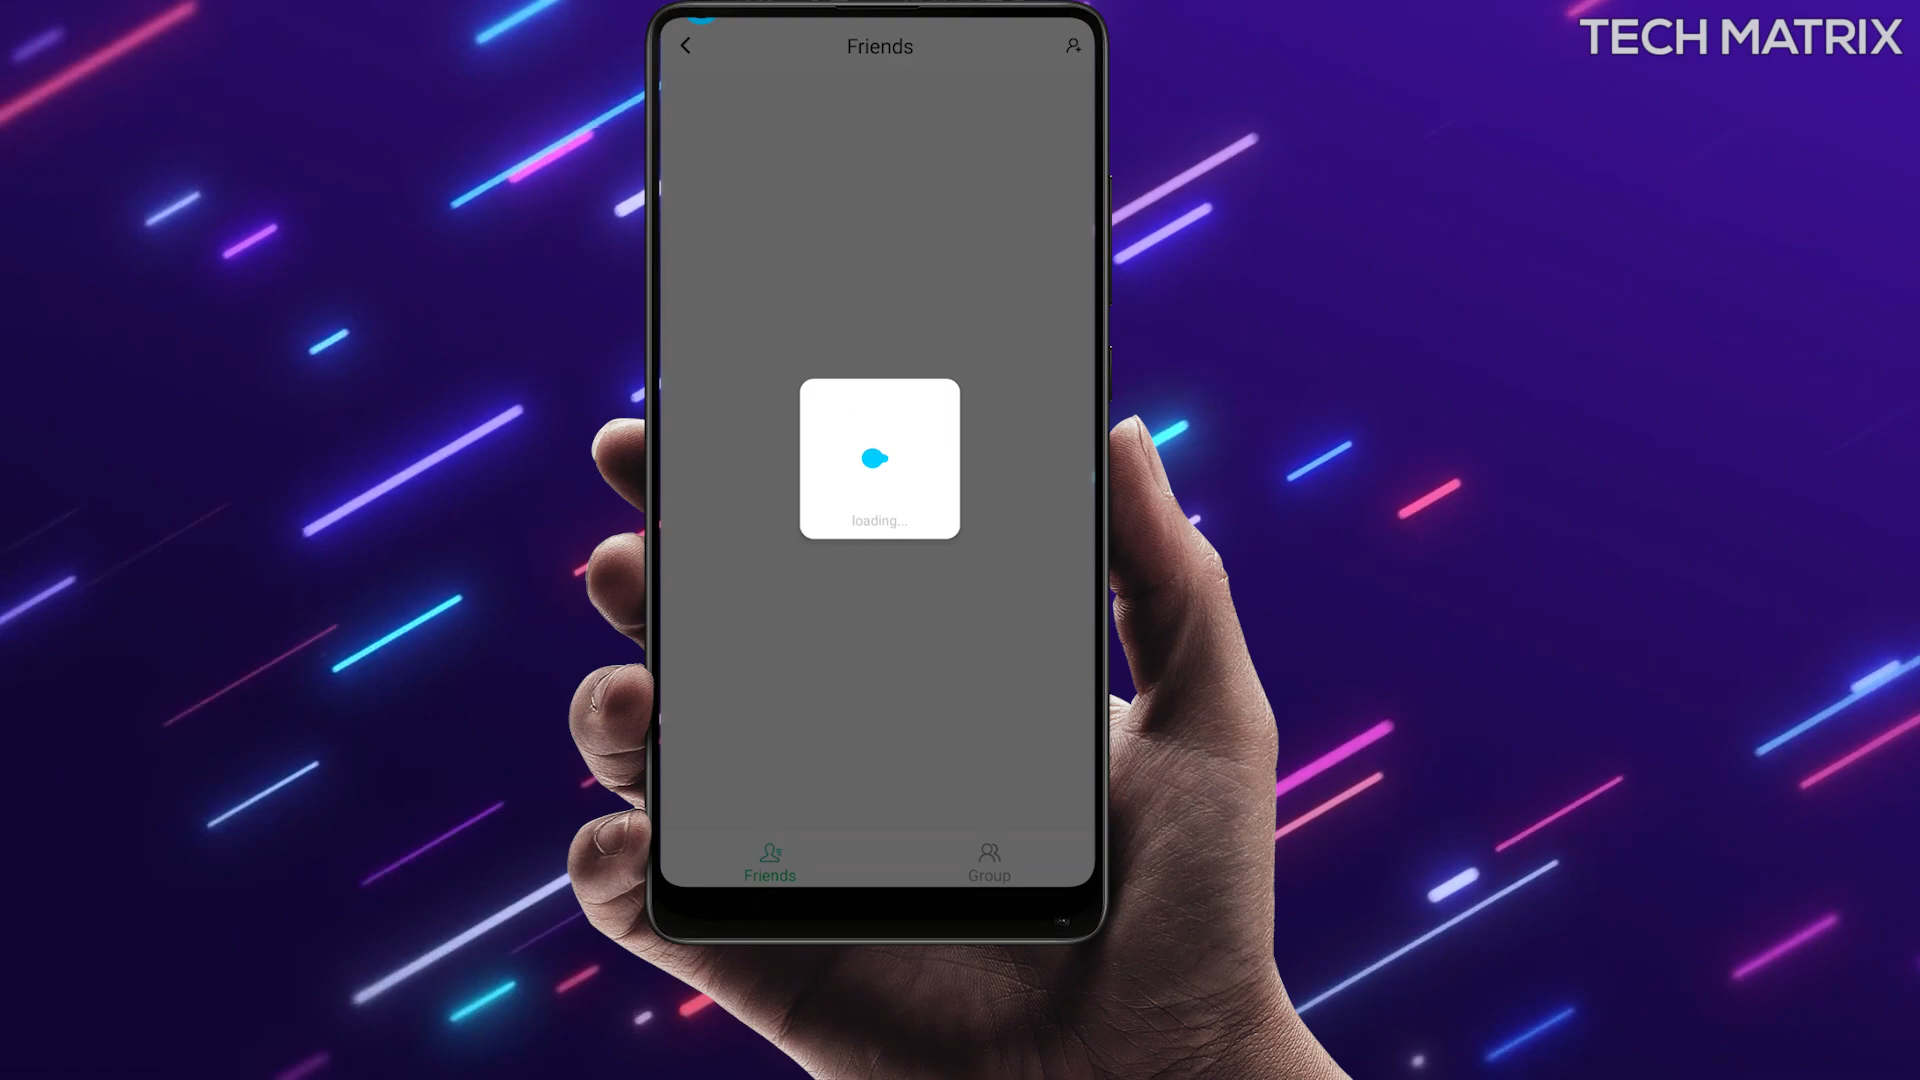 TECH MATRIX
Friends
loading...
Friends
Group